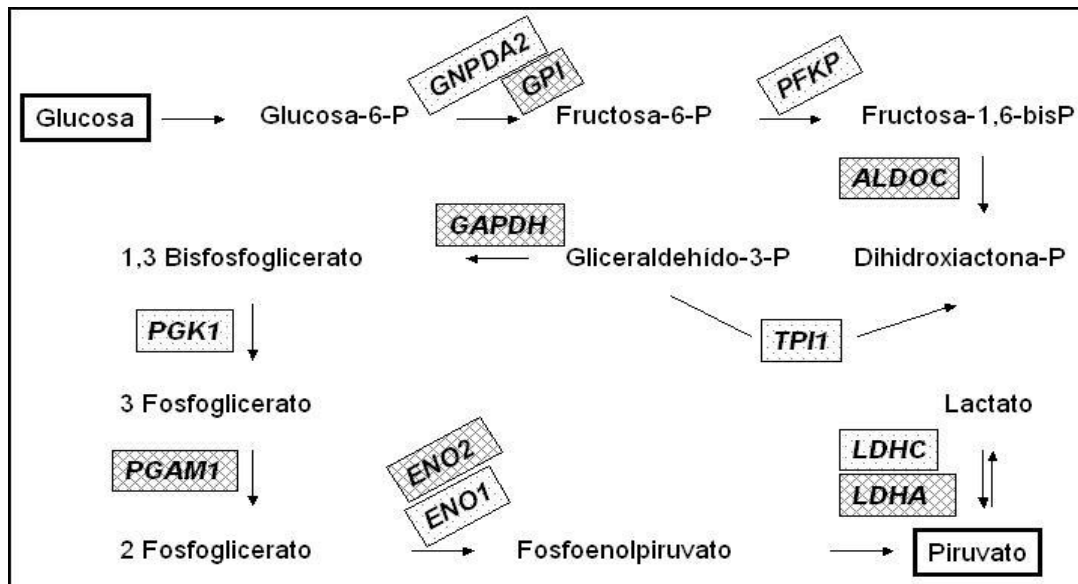 GNPDA2
GPI
PFKP
Glucosa
Glucosa-6-P
Fructosa-6-P
Fructosa-1,6-bisP
ALDOC
GAPDH
1,3 Bisfosfoglicerato
Gliceraldehído-3-P
Dihidroxiactona-P
PGK1
TPI1
3 Fosfoglicerato
Lactato
PGAM1
ENO2
ENO1
LDHC
LDHA
2 Fosfoglicerato
Fosfoenolpiruvato
Piruvato